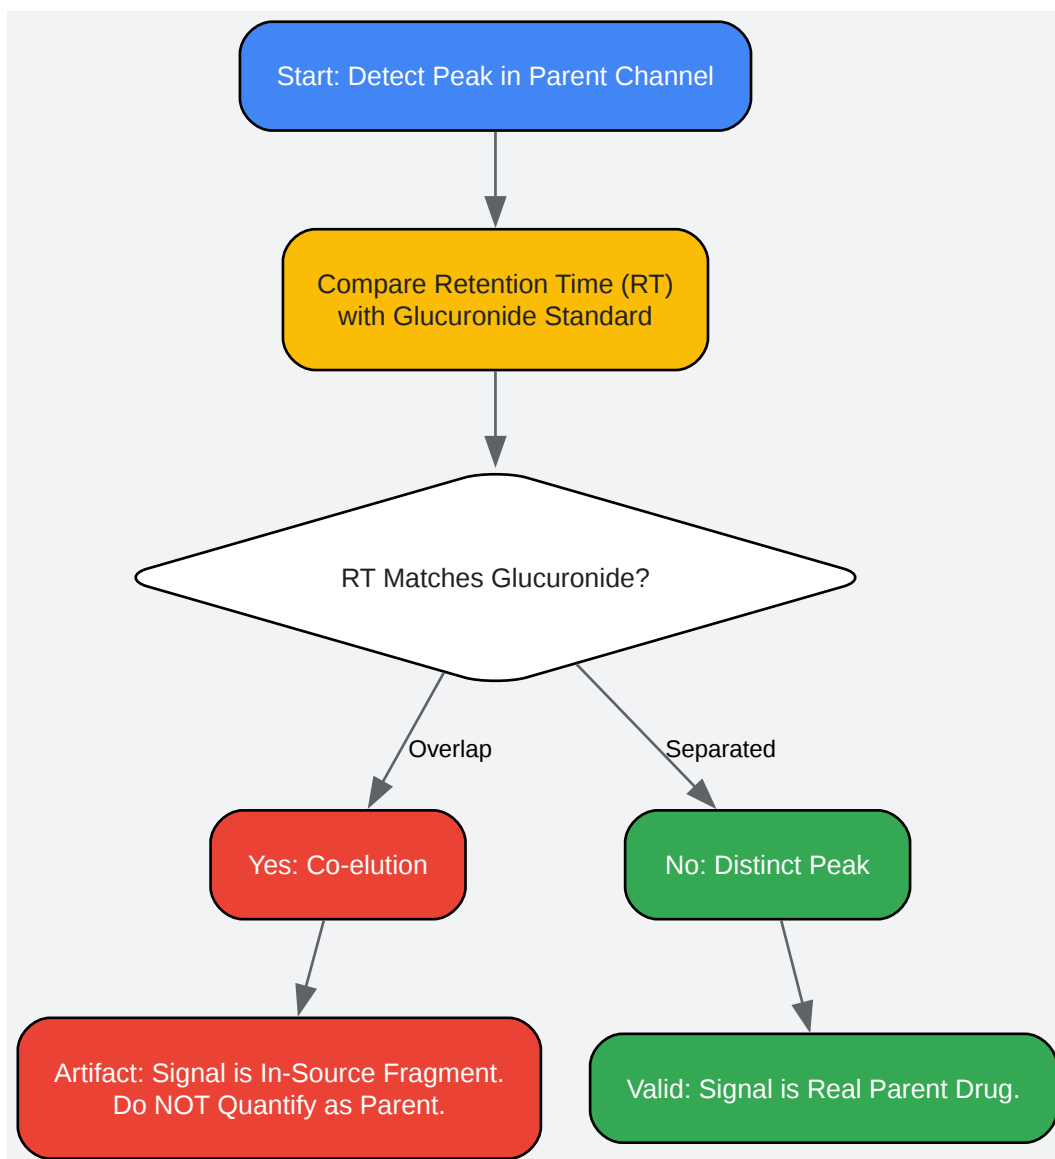 Start: Detect Peak in Parent Channel
Compare Retention Time (RT)
with Glucuronide Standard
RT Matches Glucuronide?
Overlap
Separated
Yes: Co-elution
No: Distinct Peak
Artifact: Signal is In-Source Fragment.
Do NOT Quantify as Parent.
Valid: Signal is Real Parent Drug.